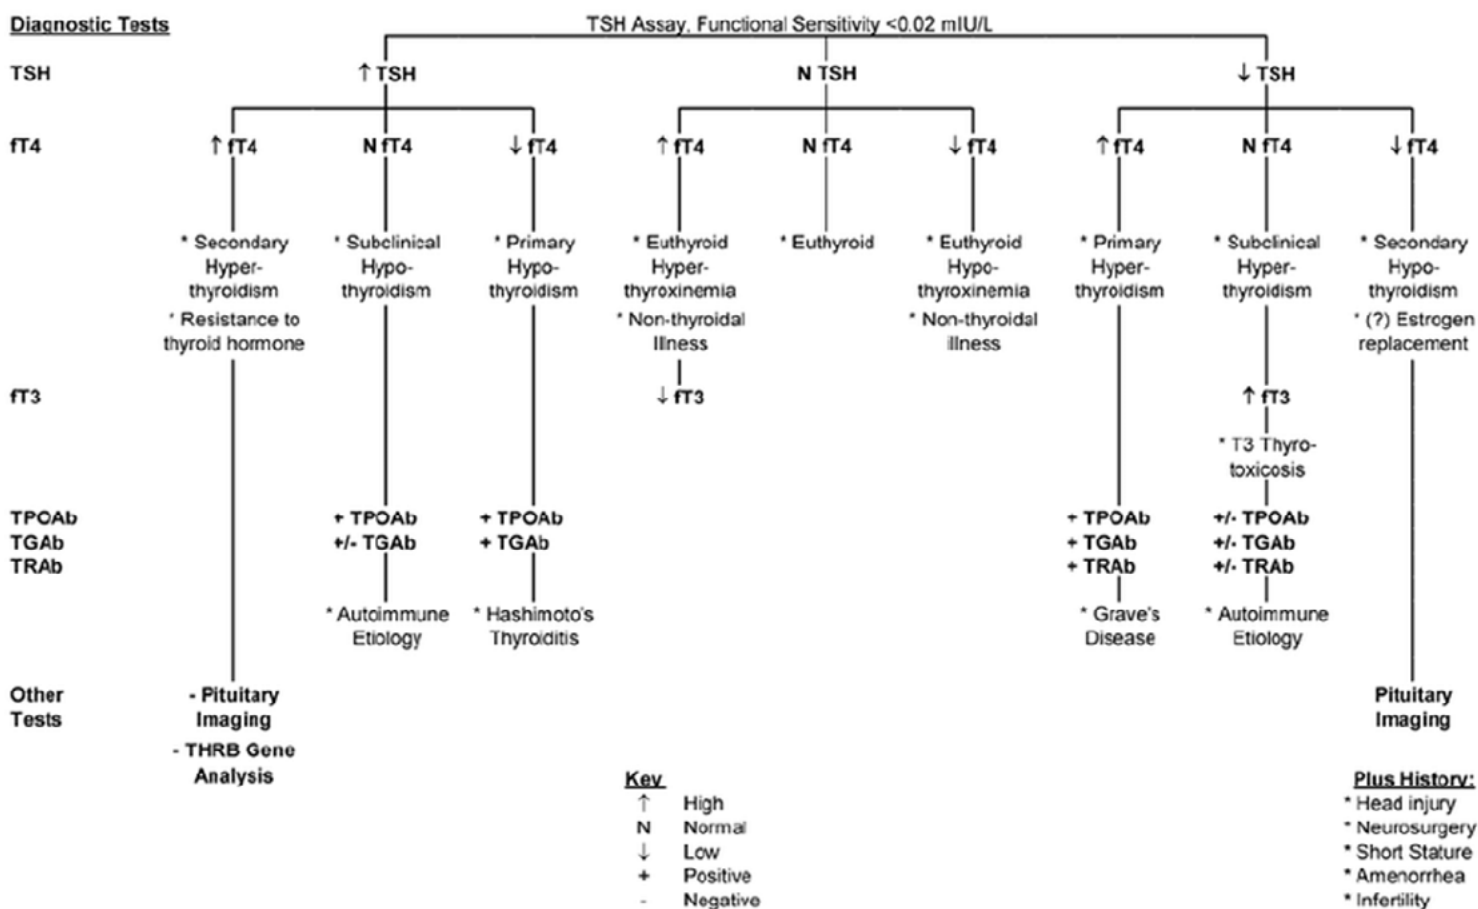 Diagnostic Tests TSH Assay, Functional Sensitivity <0.02 mIU/L
TSH ↑ TSH N TSH ↓ TSH
fT4 ↑ fT4 N fT4 ↓ fT4 ↑ fT4 N fT4 ↓ fT4 ↑ fT4 N fT4 ↓ fT4
* Secondary * Subclinical * Primary * Euthyroid * Euthyroid * Euthyroid * Primary * Subclinical * Secondary
Hyper- Hypo- Hypo- Hyper- Hypo- Hyper- Hyper- Hypo-
thyroidism thyroidism thyroidism thyroxinemia thyroxinemia thyroidism thyroidism thyroidism
* Resistance to * Non-thyroidal * Non-thyroidal * (?) Estrogen
thyroid hormone Illness illness replacement
fT3 ↓ fT3 ↑ fT3
* T3 Thyro-
toxicosis
TPOAb + TPOAb + TPOAb + TPOAb +/- TPOAb
TGAb +/- TGAb + TGAb + TGAb +/- TGAb
TRAb + TRAb +/- TRAb
* Autoimmune * Hashimoto's * Grave's * Autoimmune
Etiology Thyroiditis Disease Etiology
Other - Pituitary Pituitary
Tests Imaging Imaging
- THRB Gene
Analysis
Key Plus History:
↑ High * Head injury
N Normal * Neurosurgery
↓ Low * Short Stature
+ Positive * Amenorrhea
- Negative * Infertility